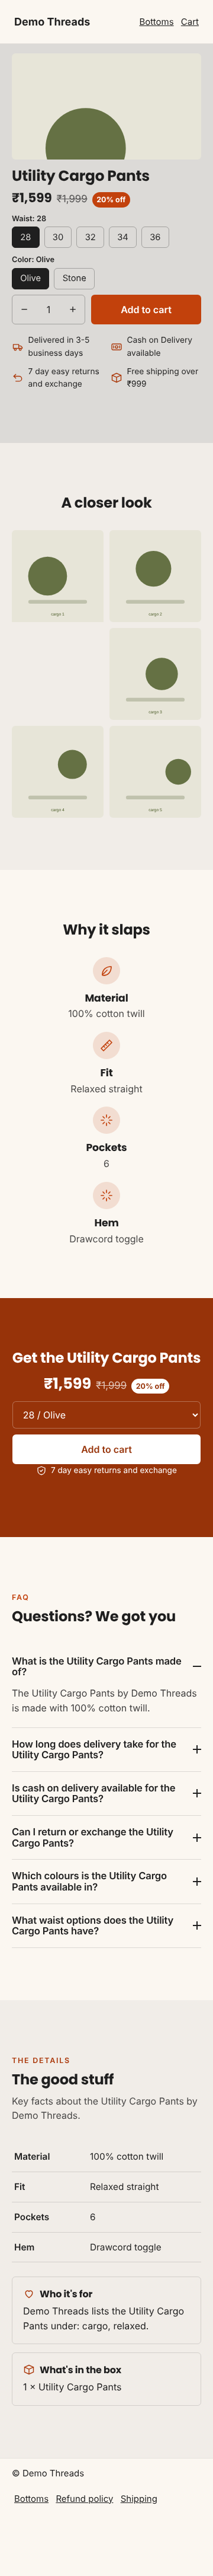 Demo Threads
Bottoms Cart
Utility Cargo Pants
₹1,599 ₹1,999 20% off
Waist: 28
28 30 32 34 36
Color: Olive
Olive Stone
− 1 + Add to cart
Delivered in 3-5
business days
Cash on Delivery
available
7 day easy returns
and exchange
Free shipping over
₹999
A closer look
cargo 1
cargo 2
cargo 4
cargo 5
Why it slaps
Material
100% cotton twill
Fit
Relaxed straight
Pockets
6
Hem
Drawcord toggle
Get the Utility Cargo Pants
₹1,599 ₹1,999 20% off
28 / Olive
Add to cart
7 day easy returns and exchange
FAQ
Questions? We got you
What is the Utility Cargo Pants made
of?
The Utility Cargo Pants by Demo Threads
is made with 100% cotton twill.
How long does delivery take for the
Utility Cargo Pants?
Is cash on delivery available for the
Utility Cargo Pants?
Can I return or exchange the Utility
Cargo Pants?
Which colours is the Utility Cargo
Pants available in?
What waist options does the Utility
Cargo Pants have?
THE DETAILS
The good stuff
Key facts about the Utility Cargo Pants by
Demo Threads.
Material 100% cotton twill
Fit Relaxed straight
Pockets 6
Hem Drawcord toggle
Who it's for
Demo Threads lists the Utility Cargo
Pants under: cargo, relaxed.
What's in the box
1 × Utility Cargo Pants
© Demo Threads
Bottoms Refund policy Shipping